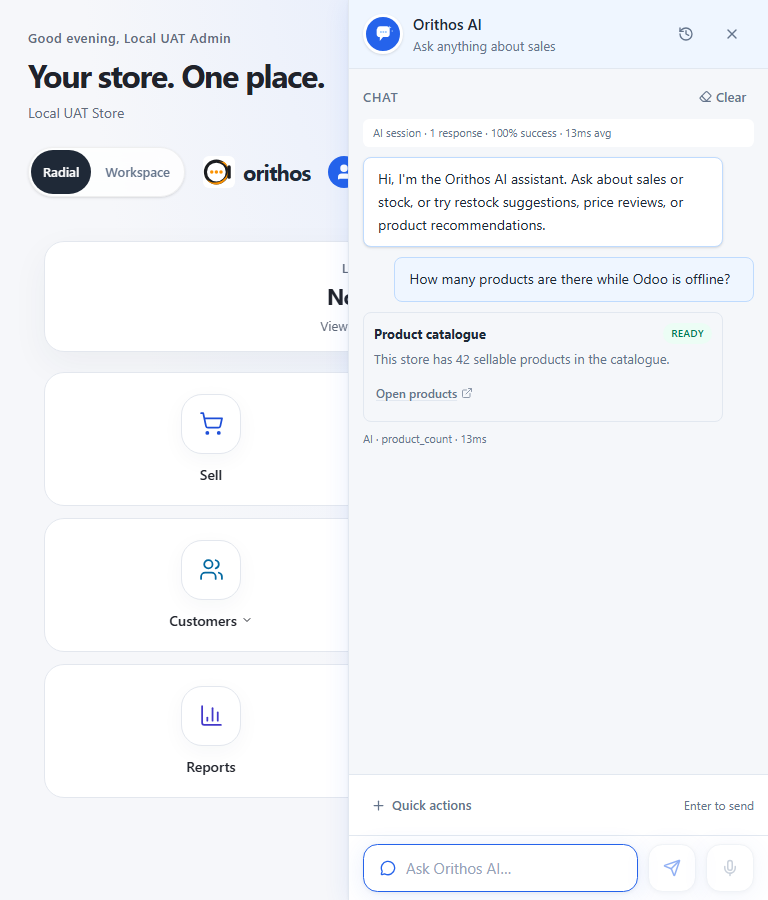 Good evening, Local UAT Admin
Your store. One place.
Local UAT Store
Radial
Workspace
orithos
View
Sell
Customers
Reports
Orithos AI
Ask anything about sales
CHAT
Clear
AI session · 1 response · 100% success · 13ms avg
Hi, I'm the Orithos AI assistant. Ask about sales or
stock, or try restock suggestions, price reviews, or
product recommendations.
How many products are there while Odoo is offline?
Product catalogue
READY
This store has 42 sellable products in the catalogue.
Open products
AI · product_count · 13ms
Quick actions
Enter to send
Ask Orithos AI...